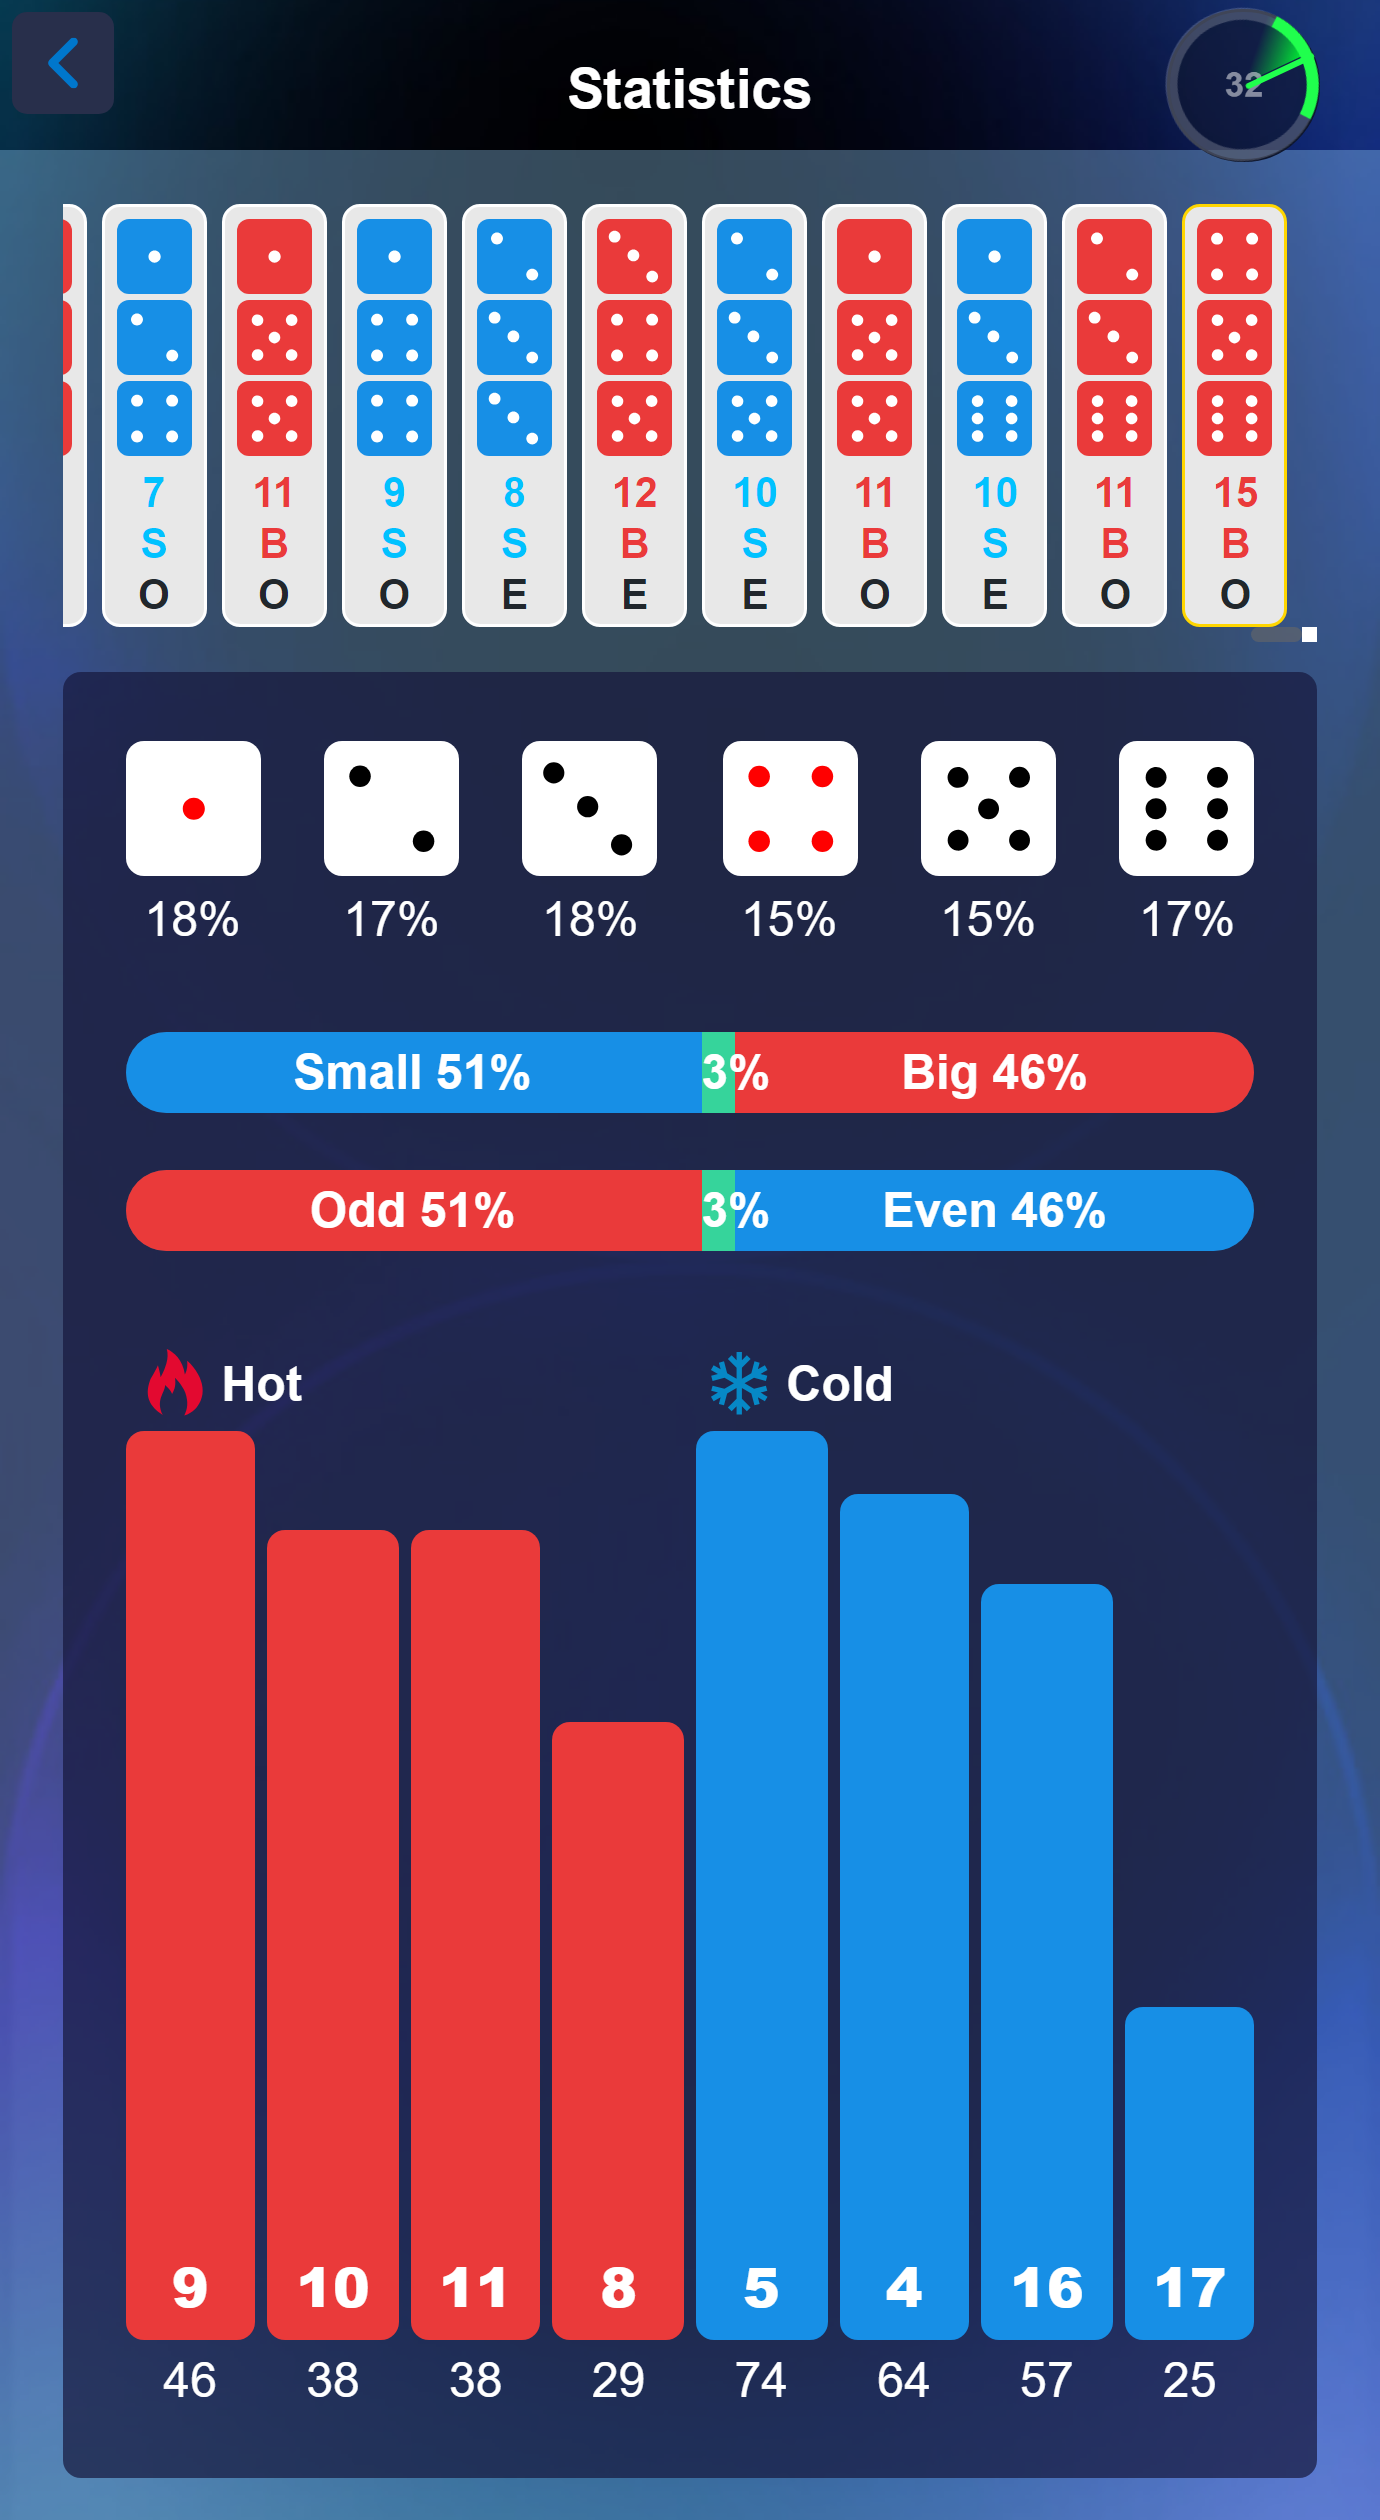 Statistics
32
7 11 9 8 12 10 11 10 11 15
S B S S B S B S B B
O O O E E E O E O O
18% 17% 18% 15% 15% 17%
Small 51% 3% Big 46%
Odd 51% 3% Even 46%
Hot Cold
9 10 11 8 5 4 16 17
46 38 38 29 74 64 57 25